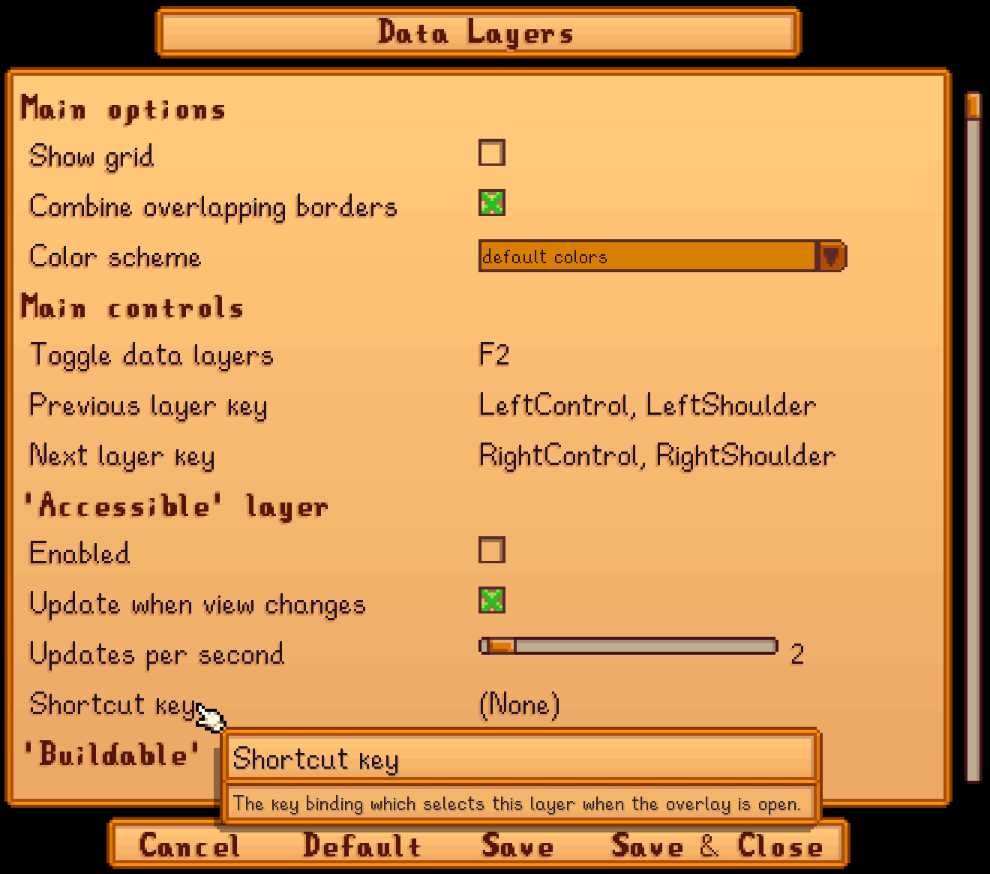 Data Layers
Main options
Show grid
Combine overlapping borders
Color scheme default colors
Main controls
Toggle data layers F2
Previous layer key LeftControl, LeftShoulder
Next layer key RightControl, RightShoulder
'Accessible' layer
Enabled
Update when view changes
Updates per second 2
Shortcut key (None)
'Buildable'
Shortcut key
The key binding which selects this layer when the overlay is open.
Cancel Default Save Save & Close